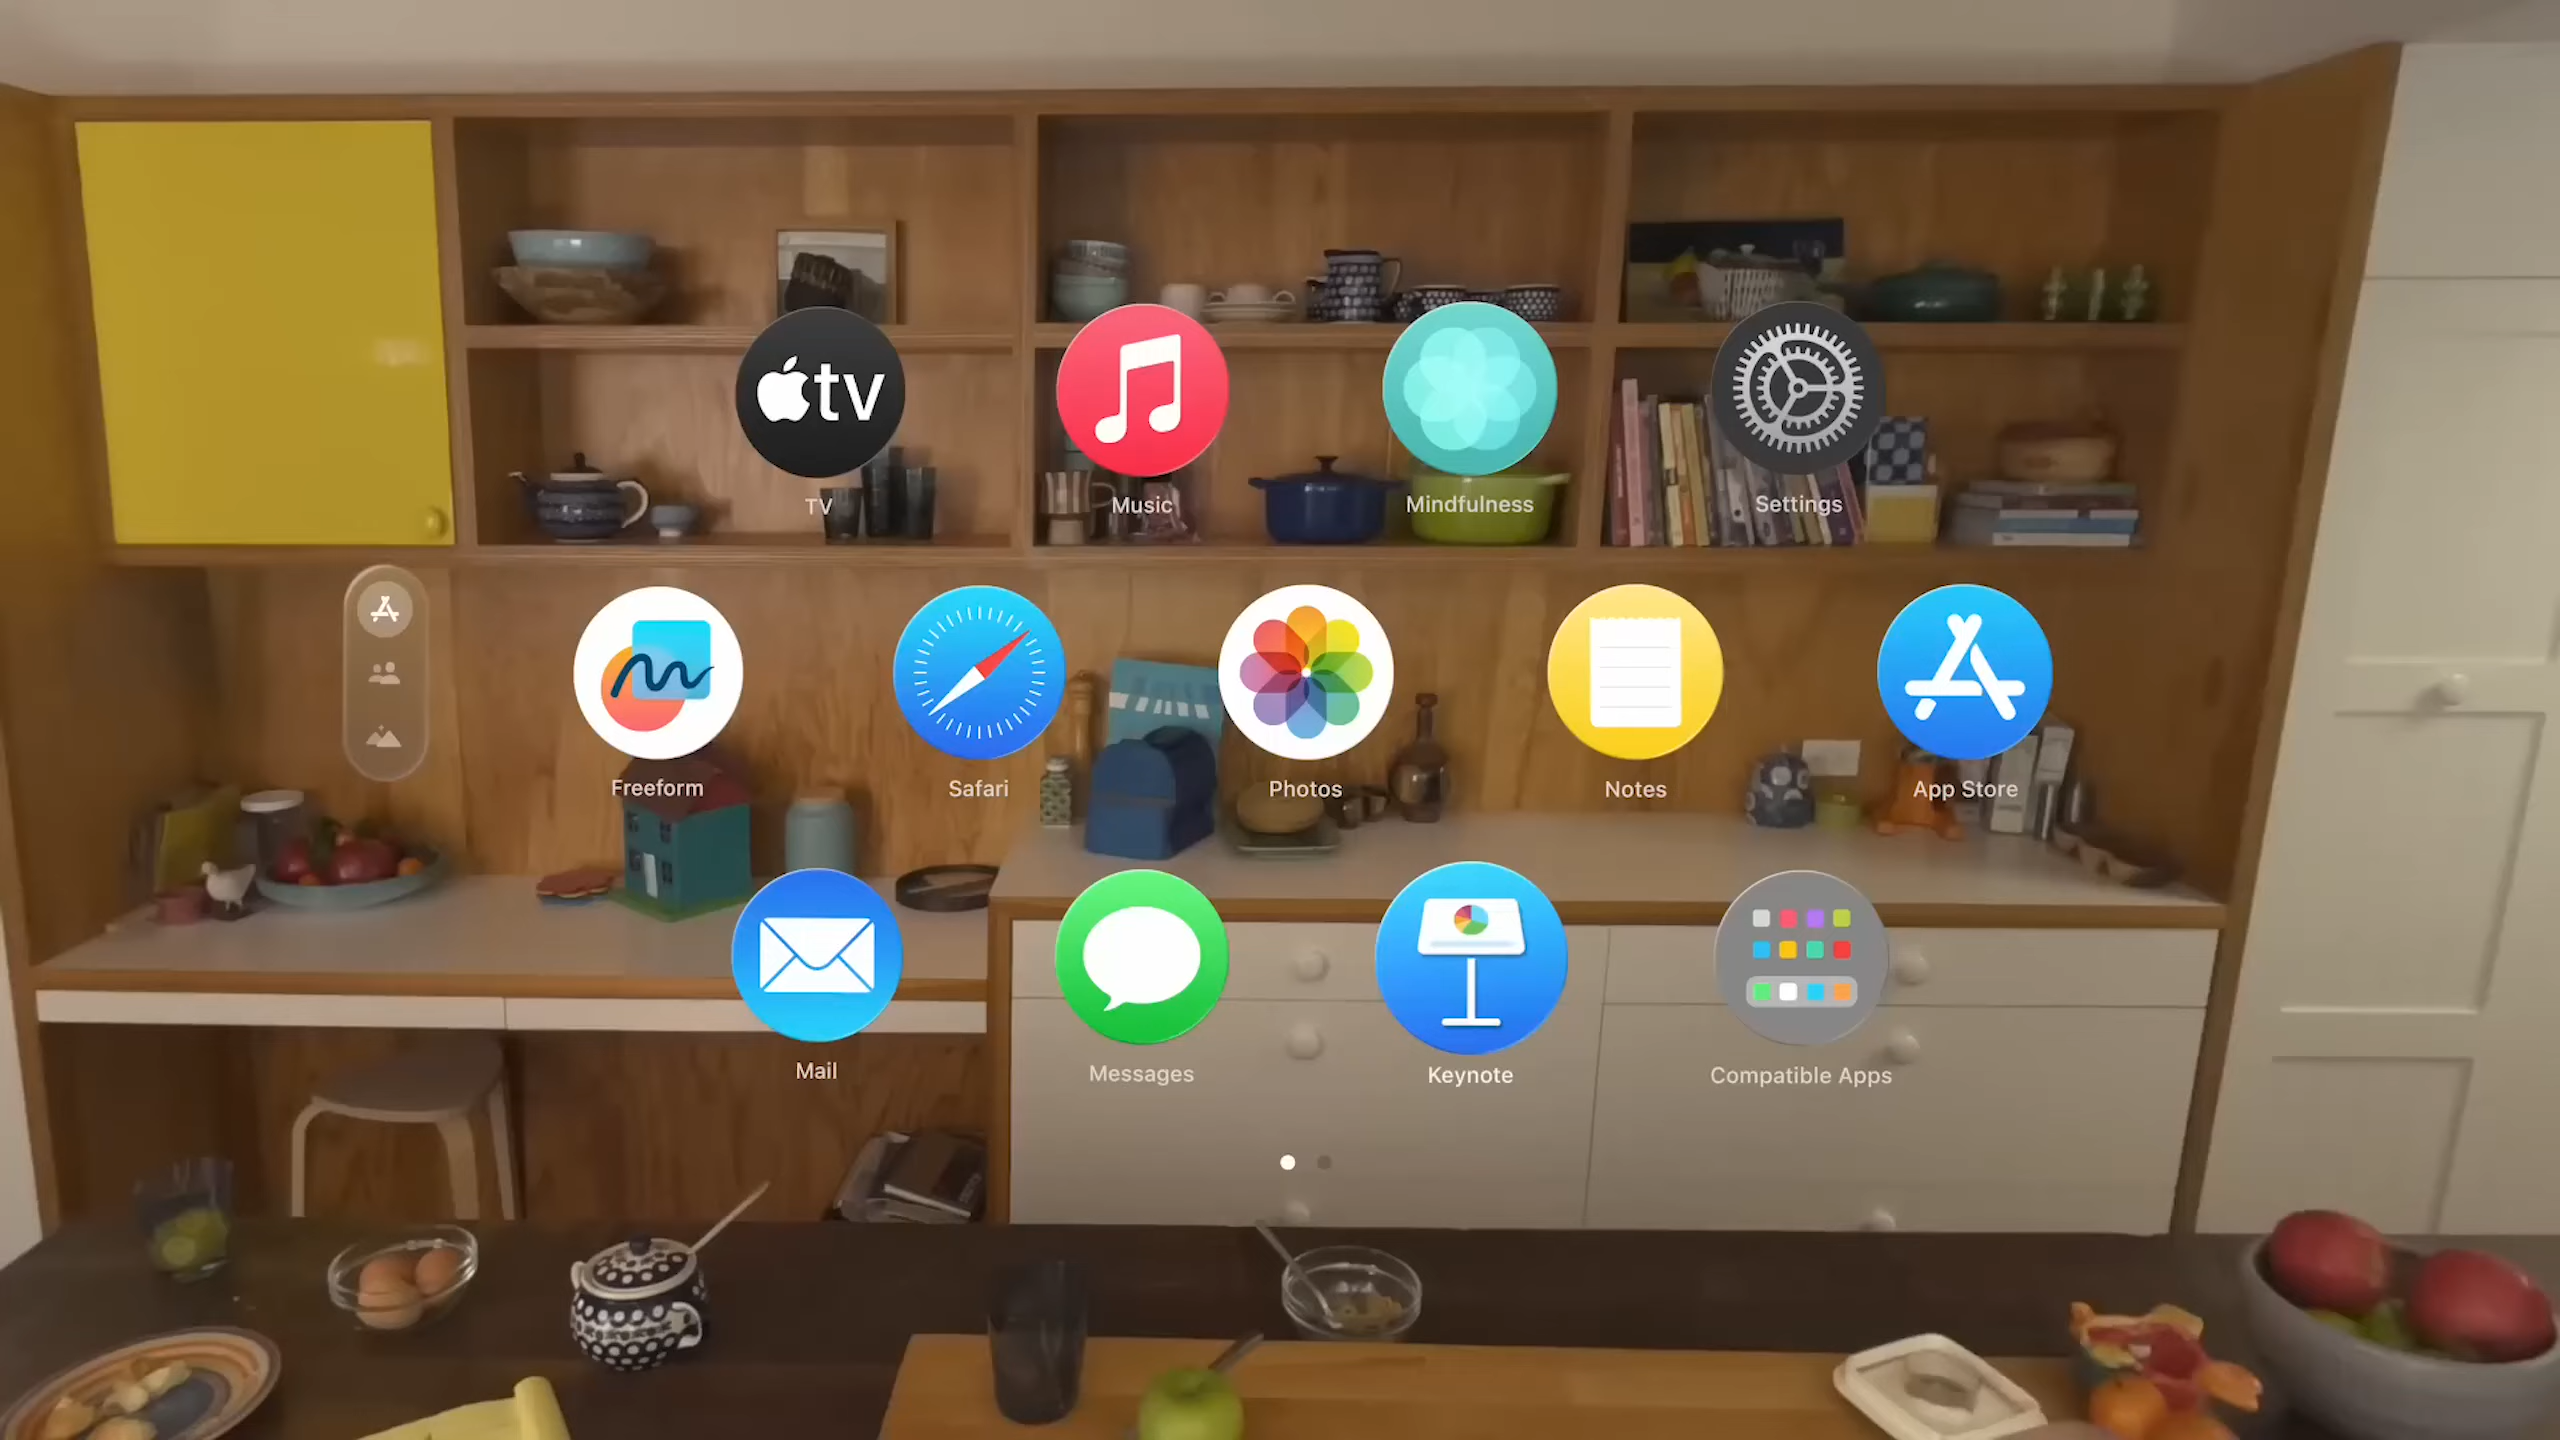 tv
TV
Music
Mindfulness
Settings
Freeform
Safari
Photos
Notes
App Store
Mail
Messages
Keynote
Compatible Apps